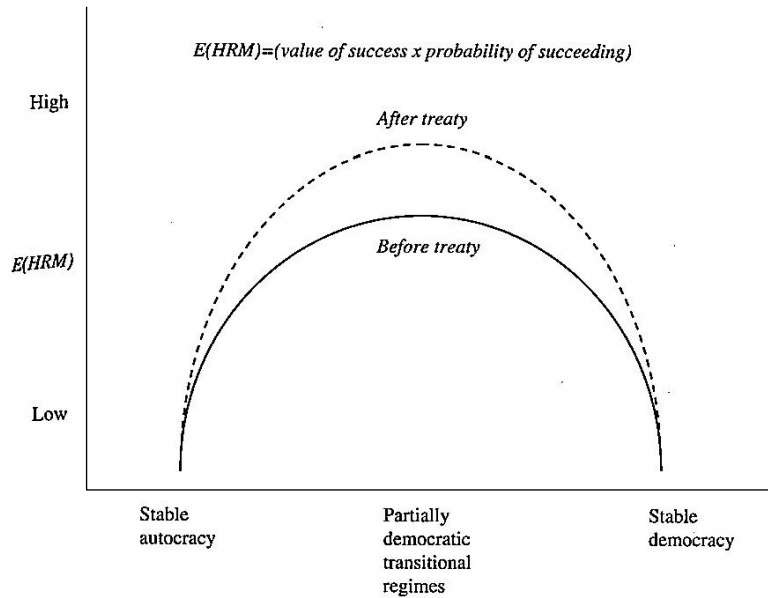 E(HRM)=(value of success x probability of succeeding)
High
After treaty
Before treaty
E(HRM)
Low
Stable
autocracy
Partially
democratic
transitional
regimes
Stable
democracy